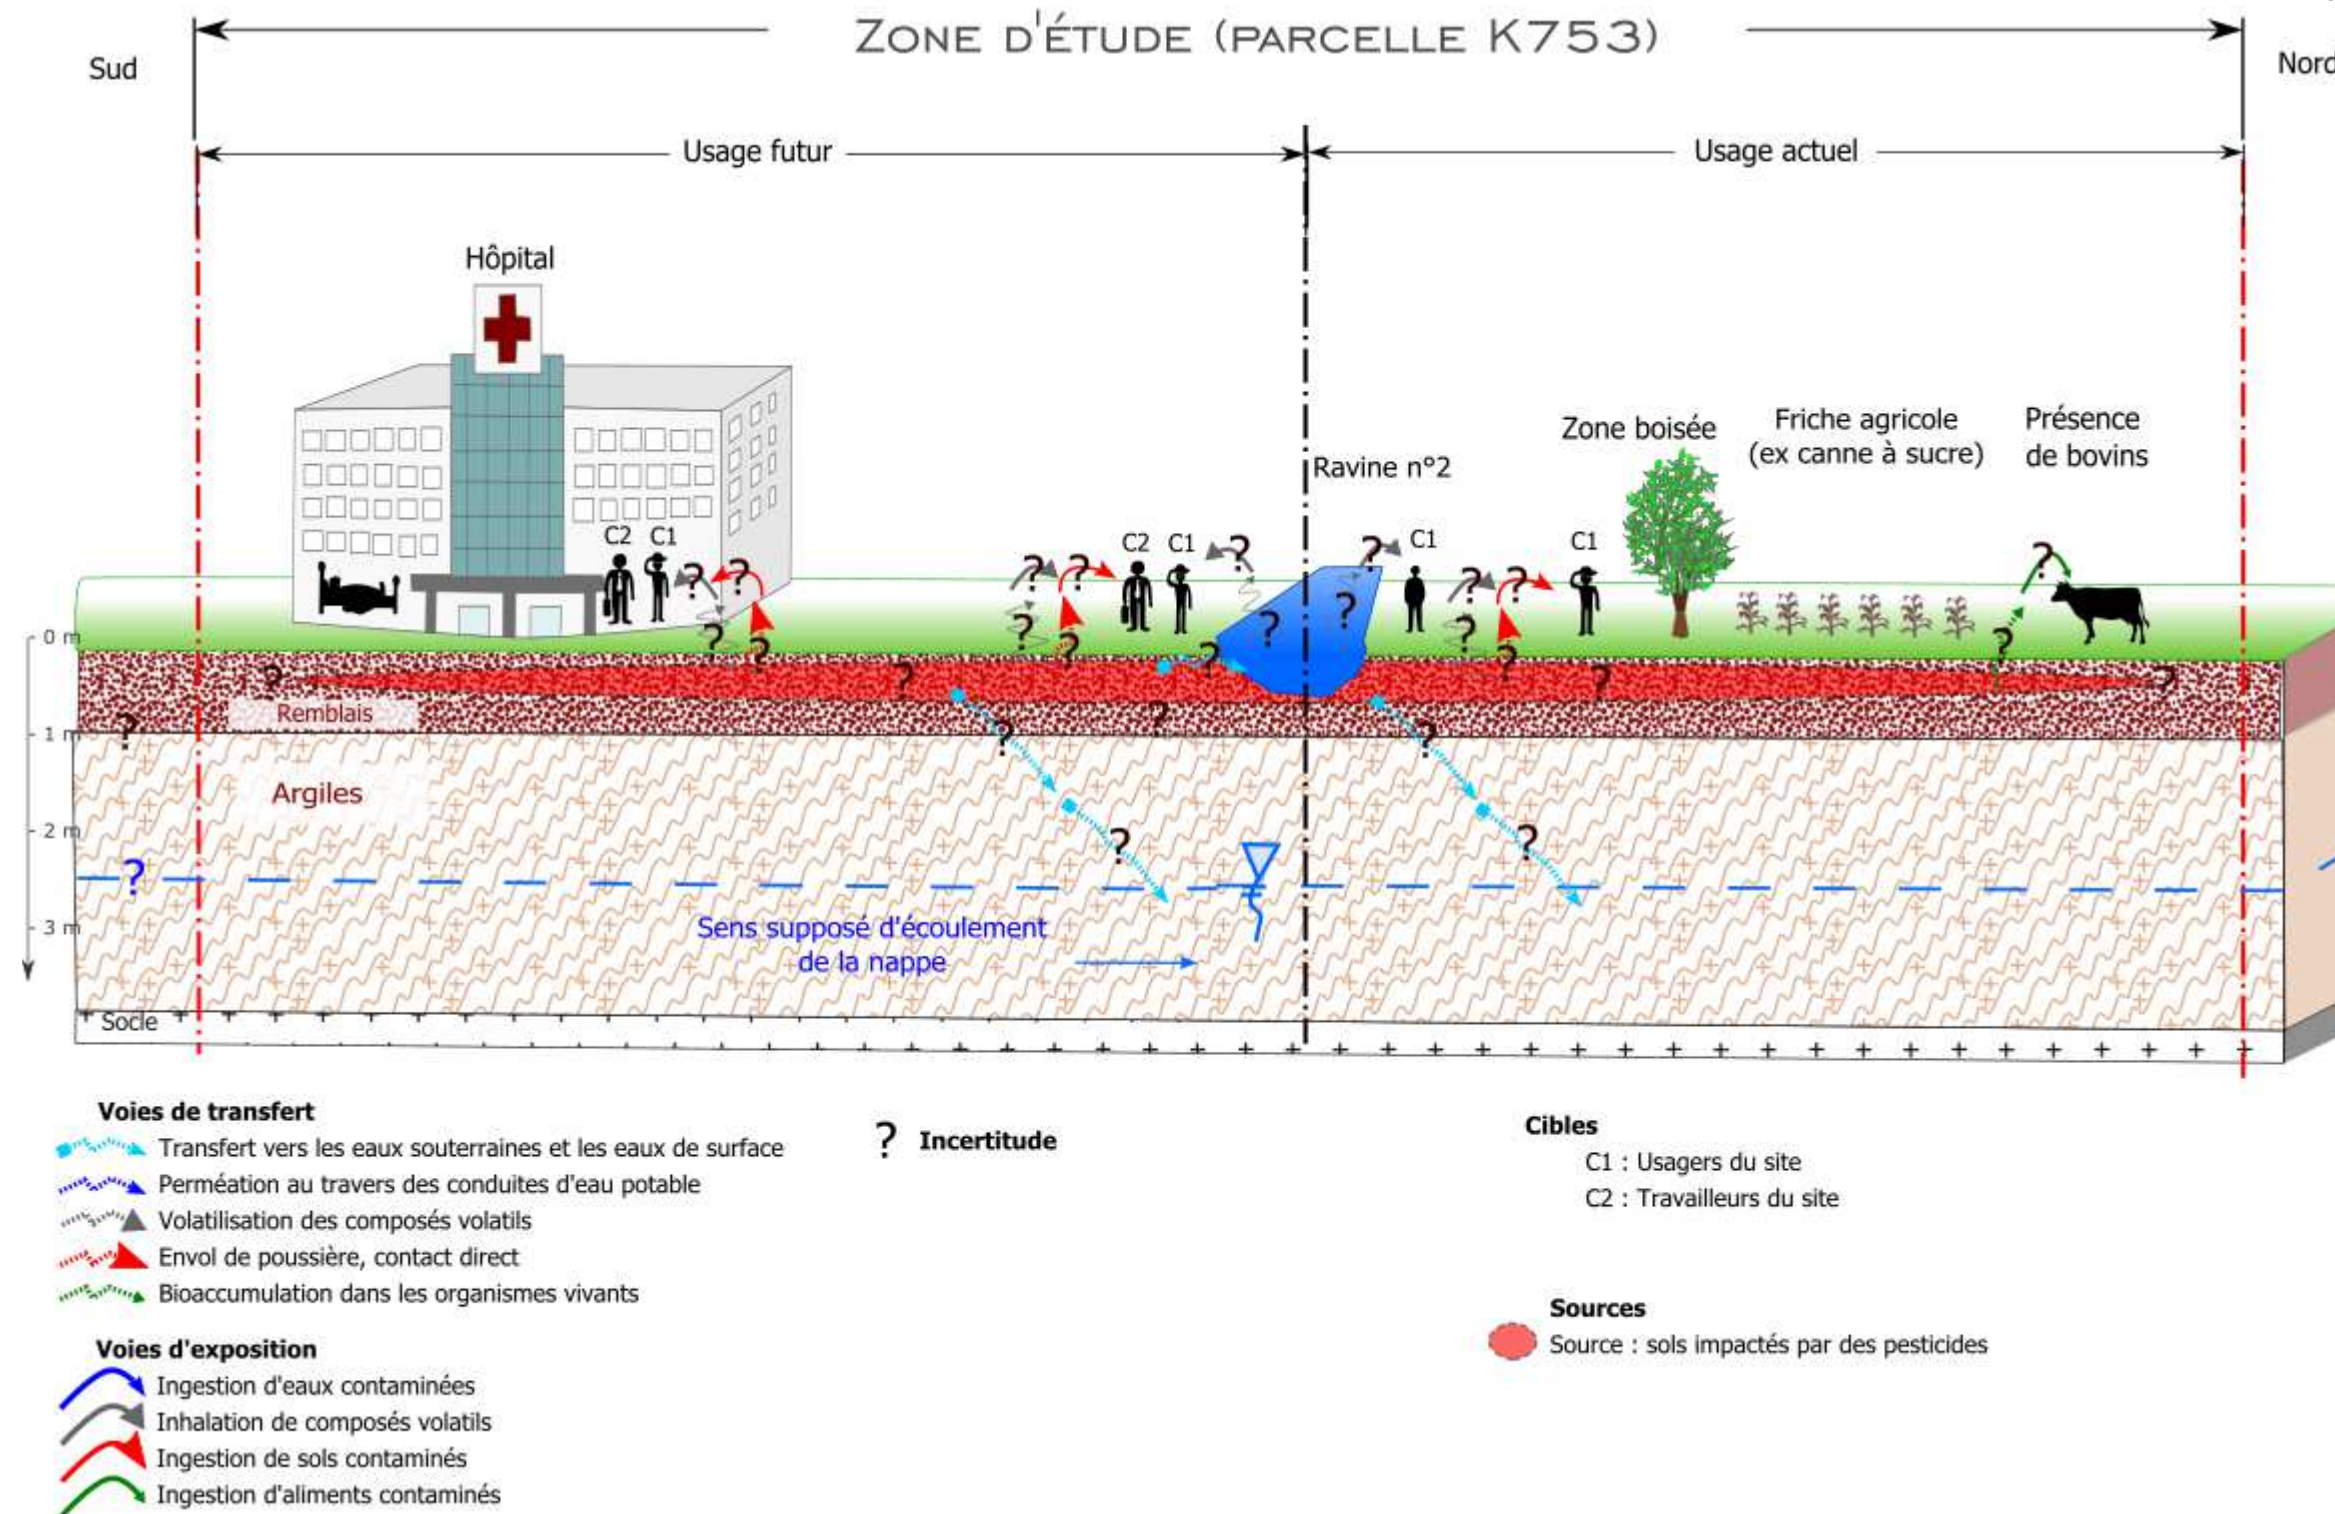 ZONE D'ÉTUDE (PARCELLE K753)
Sud
Nord
Usage futur
Usage actuel
Hôpital
Ravine n°2
Zone boisée
Friche agricole
(ex canne à sucre)
Présence
de bovins
C2 C1
C2 C1
C1
C1
? ? ? ? ? ? ? ? ? ? ?
? ? ? ? ? ? ? ? ? ? ?
0 m
Remblais
- 1 m
Argiles
- 2 m
?
- 3 m
Sens supposé d'écoulement
de la nappe
Socle
Voies de transfert
Transfert vers les eaux souterraines et les eaux de surface
Perméation au travers des conduites d'eau potable
Volatilisation des composés volatils
Envol de poussière, contact direct
Bioaccumulation dans les organismes vivants
? Incertitude
Cibles
C1 : Usagers du site
C2 : Travailleurs du site
Sources
Source : sols impactés par des pesticides
Voies d'exposition
Ingestion d'eaux contaminées
Inhalation de composés volatils
Ingestion de sols contaminés
Ingestion d'aliments contaminés